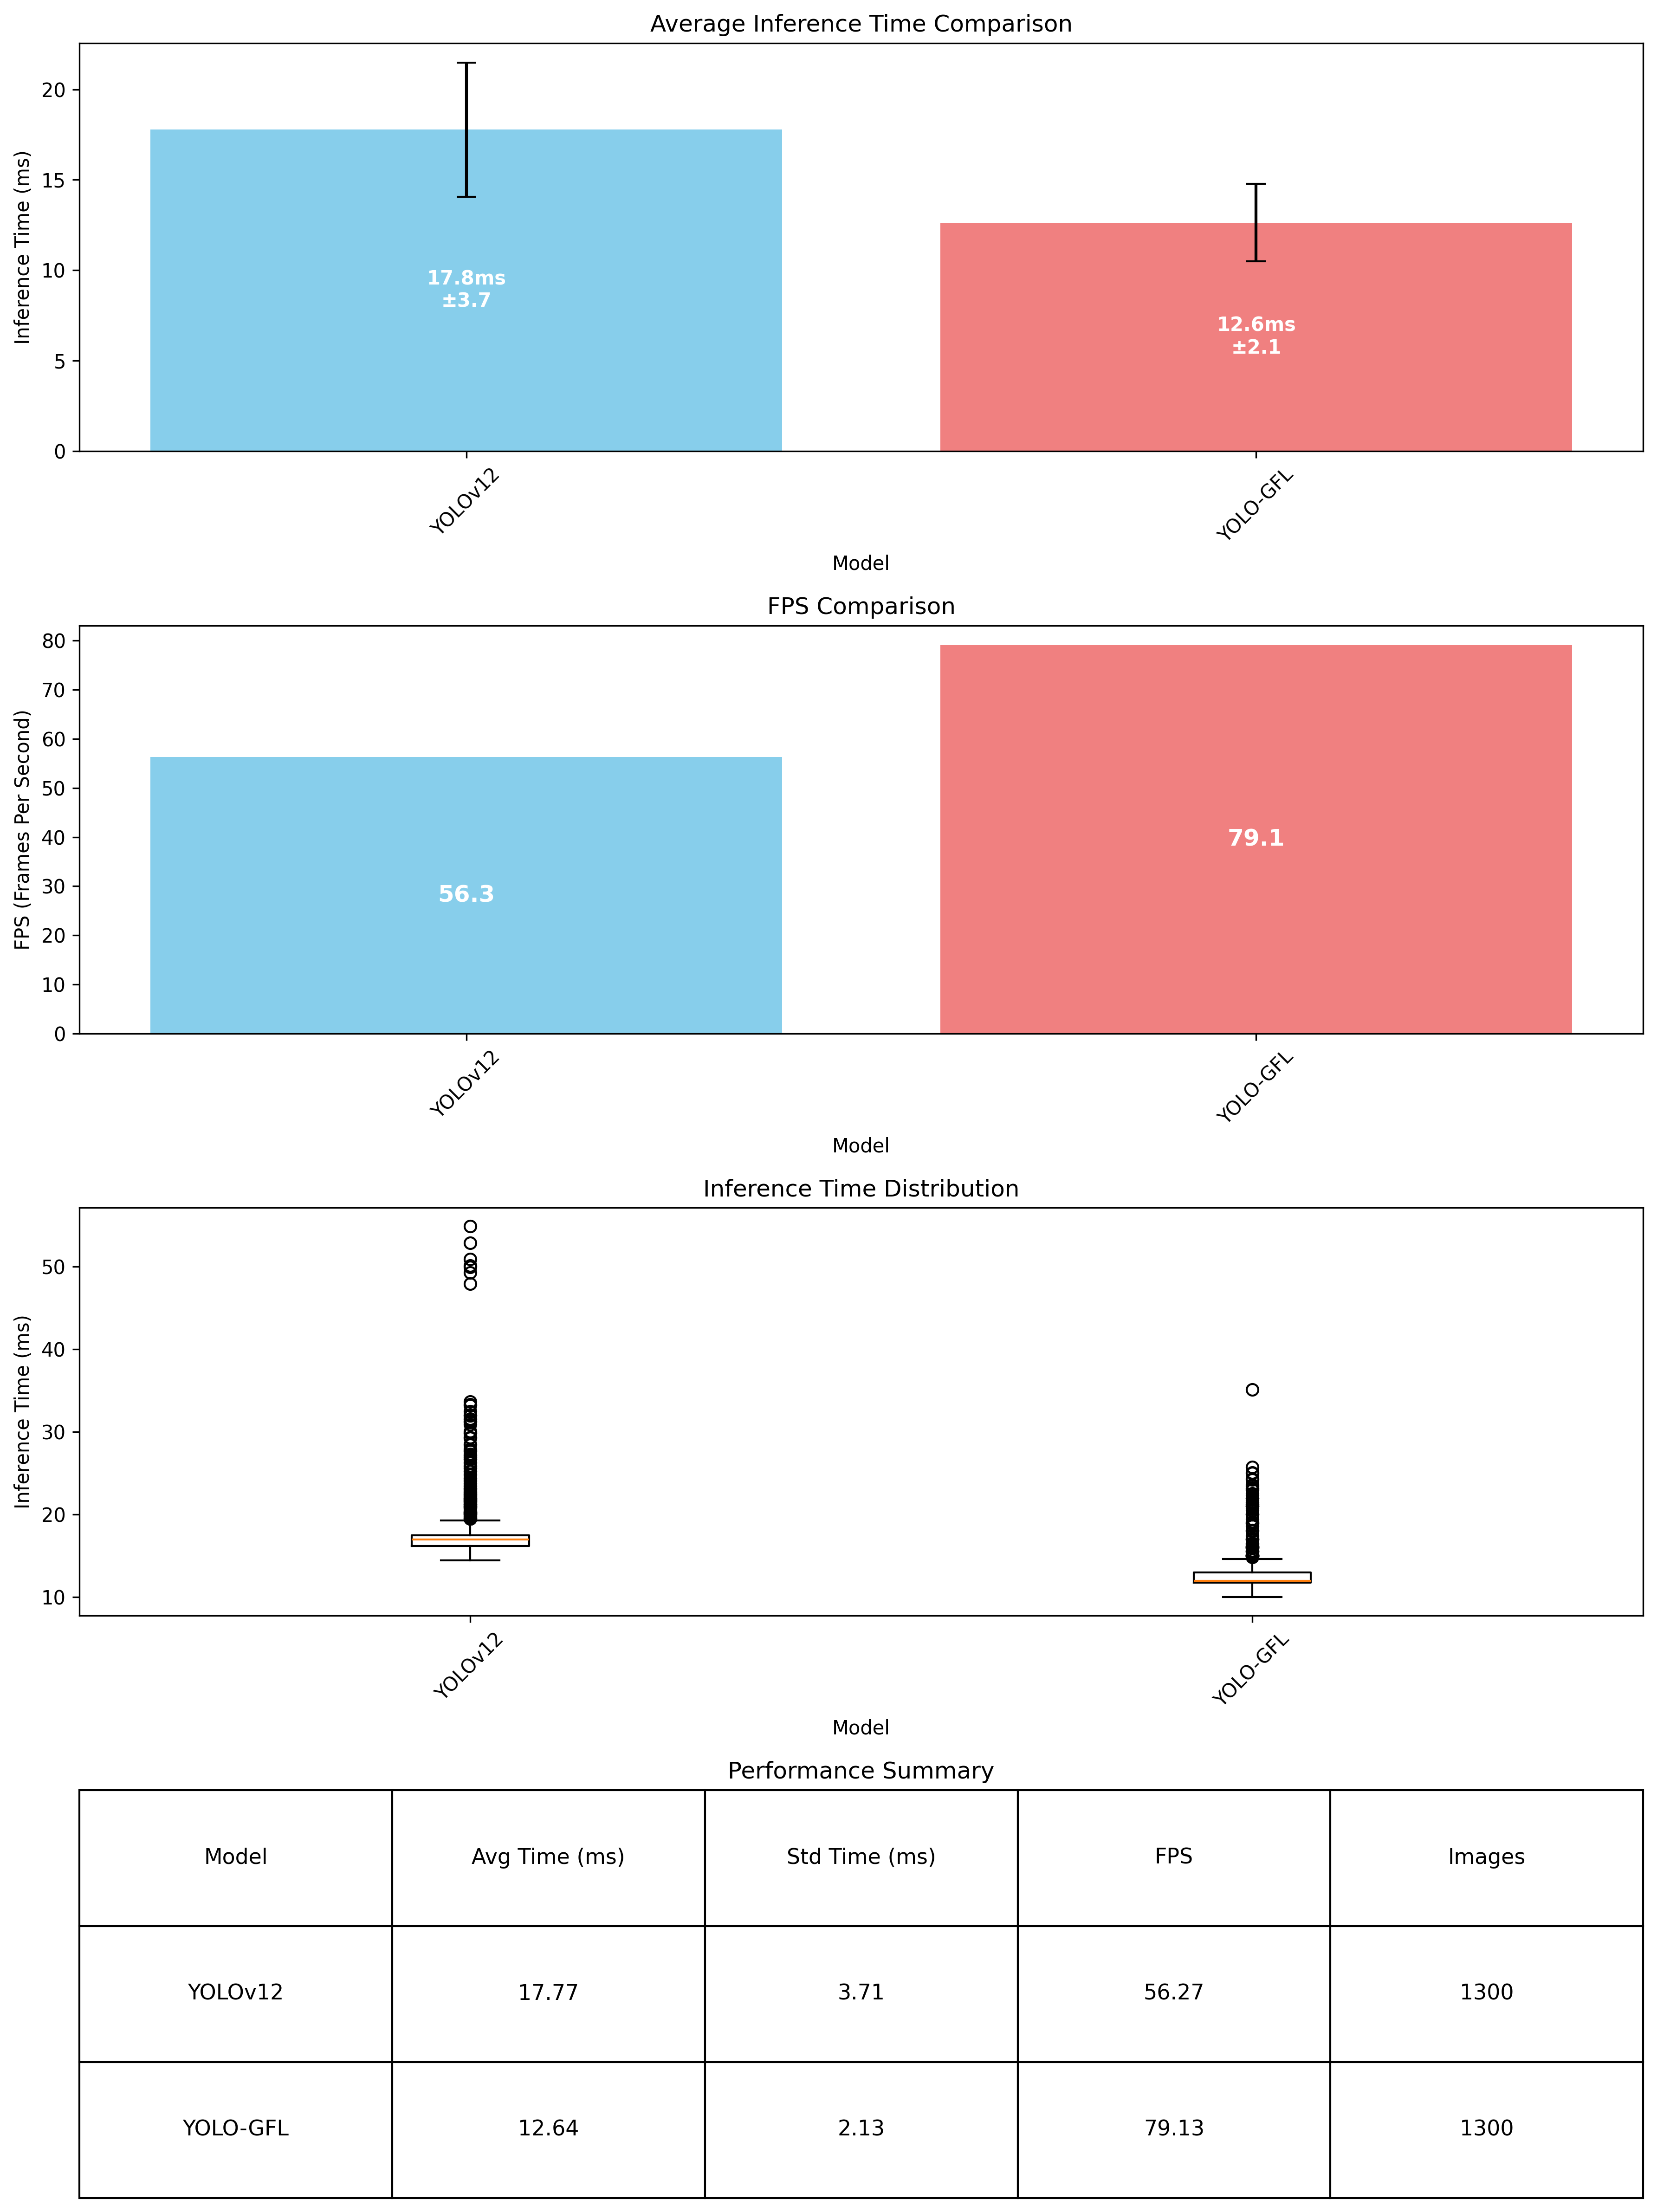 Average Inference Time Comparison
Inference Time (ms)
20
15
10
5
0
17.8ms
±3.7
12.6ms
±2.1
YOLOv12
YOLO-GFL
Model
FPS Comparison
FPS (Frames Per Second)
80
70
60
50
40
30
20
10
0
56.3
79.1
YOLOv12
YOLO-GFL
Model
Inference Time Distribution
Inference Time (ms)
50
40
30
20
10
YOLOv12
YOLO-GFL
Model
Performance Summary
Model Avg Time (ms) Std Time (ms) FPS Images
YOLOv12 17.77 3.71 56.27 1300
YOLO-GFL 12.64 2.13 79.13 1300